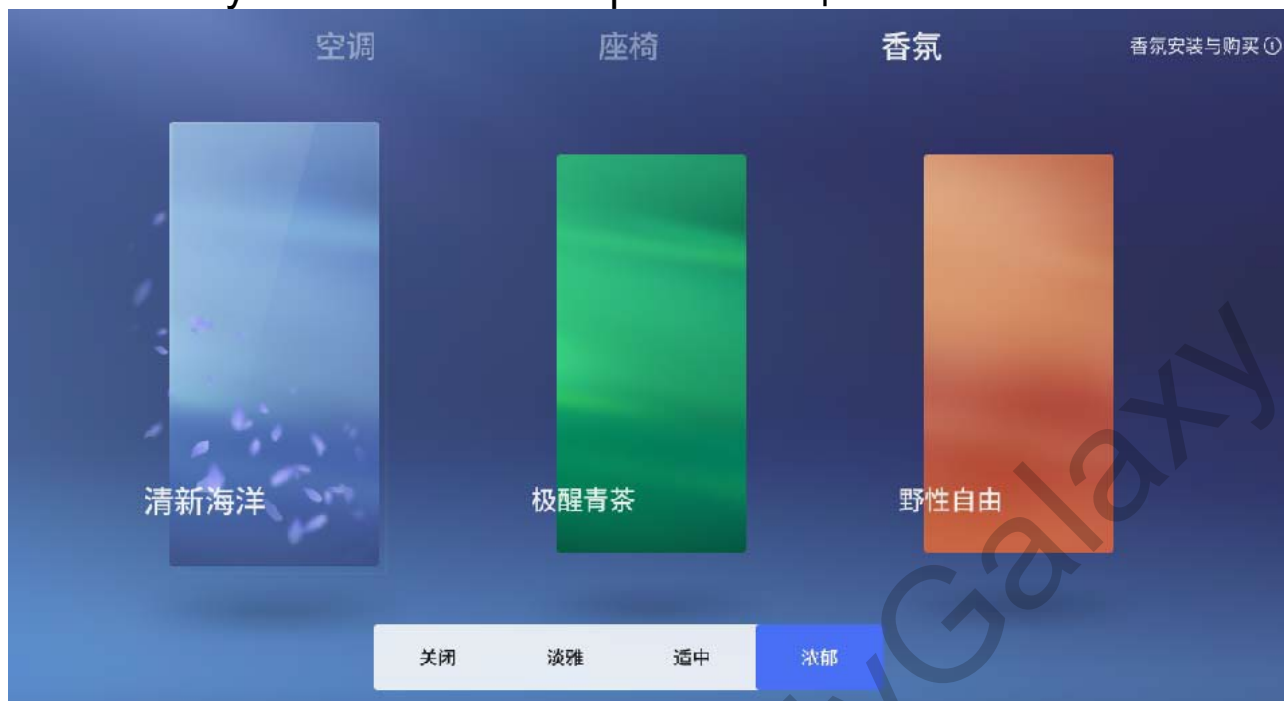 空调 座椅 香氛 香氛安装与购买
清新海洋 极醒青茶 野性自由
关闭 淡雅 适中 浓郁
Galaxy